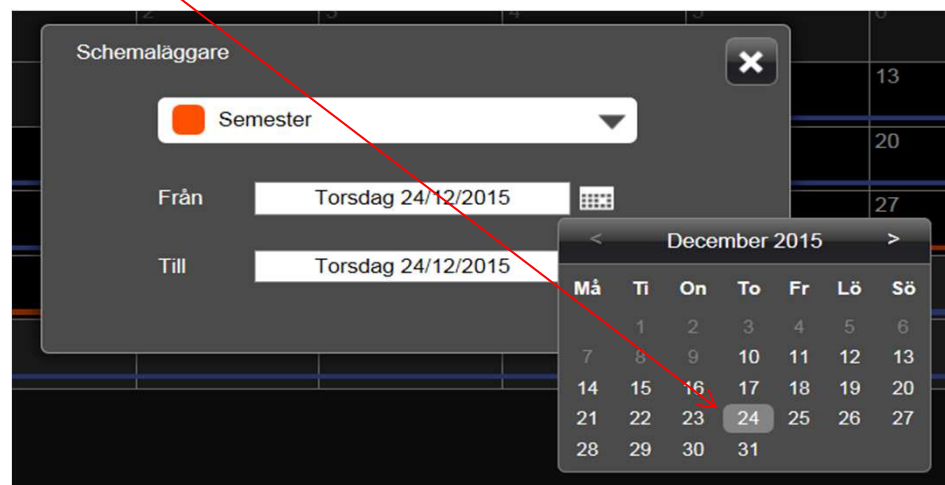 2 3 4 5 6
Schemaläggare
13
Semester
20
Från Torsdag 24/12/2015
27
< December 2015 >
Till Torsdag 24/12/2015
Må Ti On To Fr Lö Sö
1 2 3 4 5 6
7 8 9 10 11 12 13
14 15 16 17 18 19 20
21 22 23 24 25 26 27
28 29 30 31